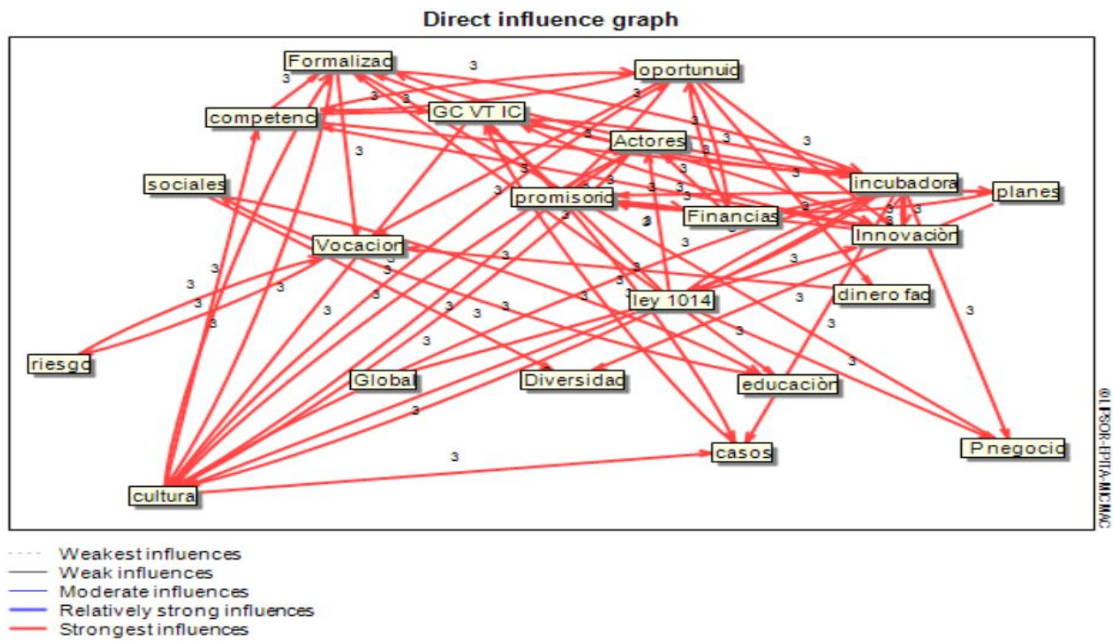 Direct influence graph
Formalizac
oportunuid
competenc
GC VT IC
Actores
sociales
promisoric
incubadora
planes
Financias
Vocacion
Innovaciòn
ley 1014
dinero fac
riesgo
Global
Diversidad
educaciòn
casos
P negocio
cultura
3
@LIPSOR-EPITA-MICMAC
Weakest influences
Weak influences
Moderate influences
Relatively strong influences
Strongest influences